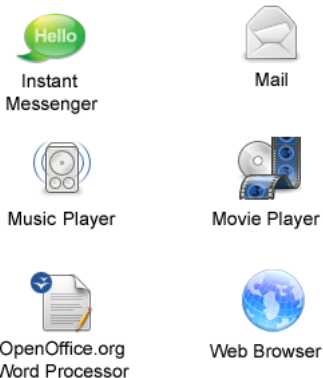 Hello
Instant
Messenger
Mail
Music Player
Movie Player
OpenOffice.org
Word Processor
Web Browser